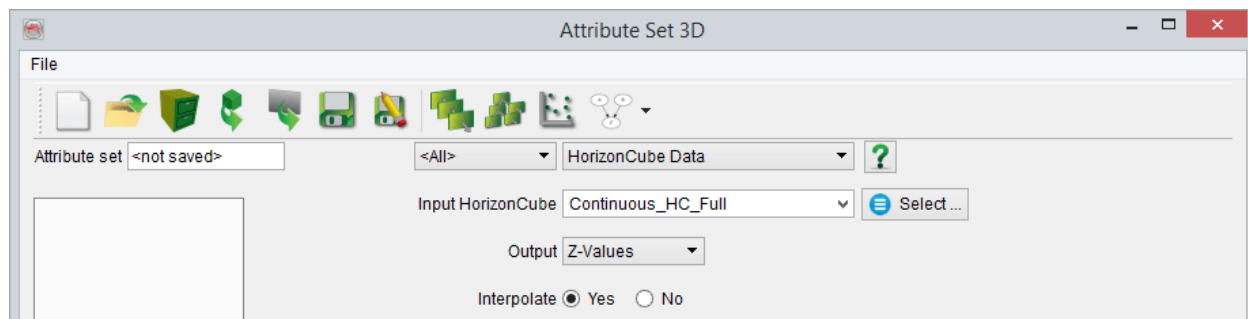 Attribute Set 3D
File
Attribute set <not saved> <All> HorizonCube Data ?
Input HorizonCube Continuous_HC_Full Select ...
Output Z-Values
Interpolate Yes No